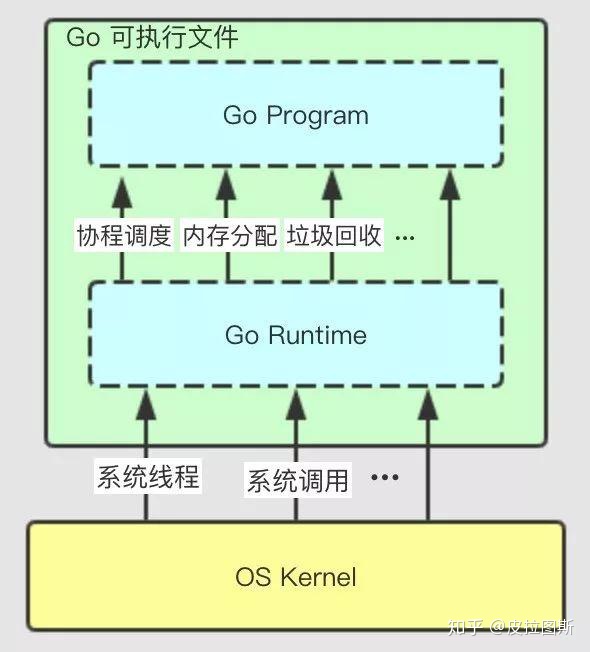 Go 可执行文件
Go Program
协程调度 内存分配 垃圾回收 ...
Go Runtime
系统线程 系统调用 ...
OS Kernel
知乎 @皮拉图斯